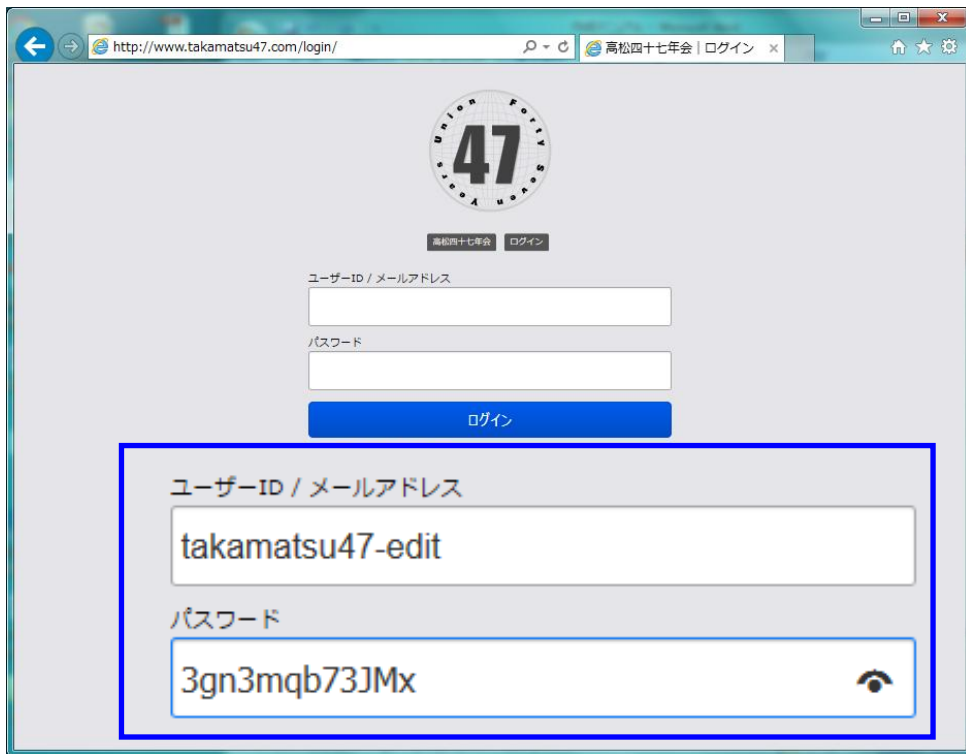 http://www.takamatsu47.com/login/
高松四十七年会 | ログイン
Union Forty Seven Years
47
高松四十七年会 ログイン
ユーザーID / メールアドレス
パスワード
ログイン
ユーザーID / メールアドレス
takamatsu47-edit
パスワード
3gn3mqb73JMx